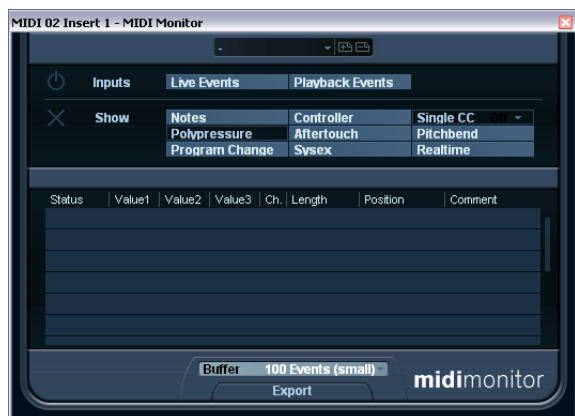 MIDI 02 Insert 1 - MIDI Monitor
-
Inputs Live Events Playback Events
Show Notes Controller Single CC Off
Polypressure Aftertouch Pitchbend
Program Change Sysex Realtime
Status Value1 Value2 Value3 Ch. Length Position Comment
Buffer 100 Events (small)
Export
midimonitor